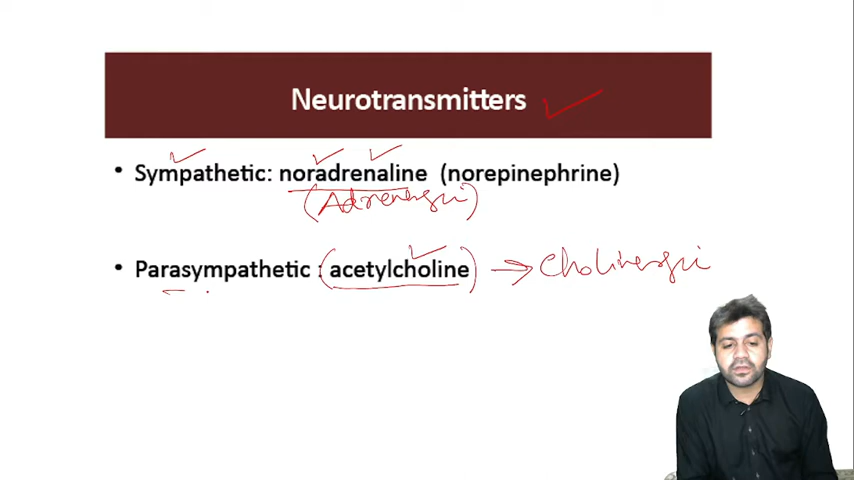 Neurotransmitters
• Sympathetic: noradrenaline (norepinephrine)
(Adrenergic)
• Parasympathetic : (acetylcholine) → Cholinergic